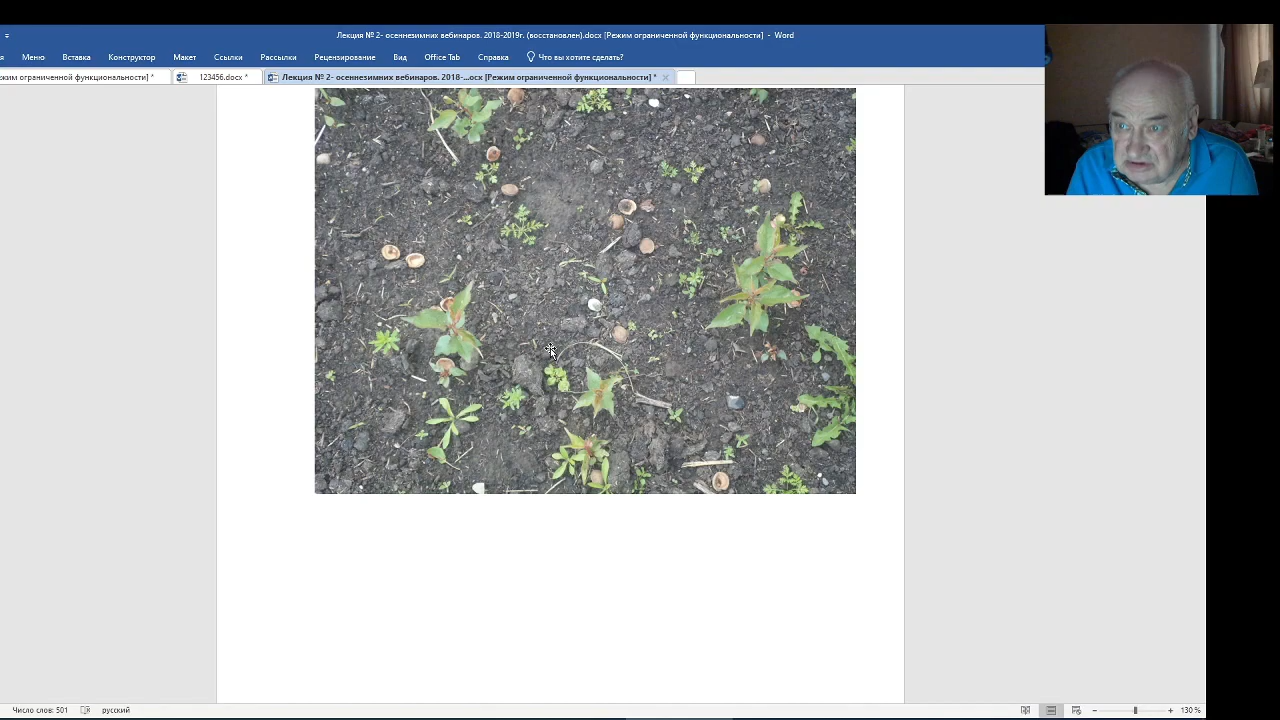 Лекция № 2- осеннезимних вебинаров. 2018-2019г. (восстановлен).docx [Режим ограниченной функциональности] - Word
Меню Вставка Конструктор Макет Ссылки Рассылки Рецензирование Вид Office Tab Справка Что вы хотите сделать?
ежим ограниченной функциональности] * 123456.docx * Лекция № 2- осеннезимних вебинаров. 2018-...ocx [Режим ограниченной функциональности] *
Число слов: 501 русский 130 %